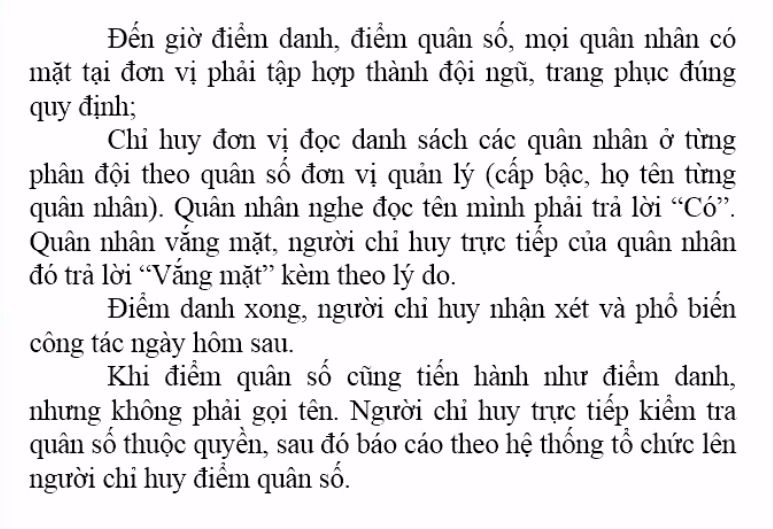 Đến giờ điểm danh, điểm quân số, mọi quân nhân có
mặt tại đơn vị phải tập hợp thành đội ngũ, trang phục đúng
quy định;
Chỉ huy đơn vị đọc danh sách các quân nhân ở từng
phân đội theo quân số đơn vị quản lý (cấp bậc, họ tên từng
quân nhân). Quân nhân nghe đọc tên mình phải trả lời “Có”.
Quân nhân vắng mặt, người chỉ huy trực tiếp của quân nhân
đó trả lời “Vắng mặt” kèm theo lý do.
Điểm danh xong, người chỉ huy nhận xét và phổ biến
công tác ngày hôm sau.
Khi điểm quân số cũng tiến hành như điểm danh,
nhưng không phải gọi tên. Người chỉ huy trực tiếp kiểm tra
quân số thuộc quyền, sau đó báo cáo theo hệ thống tổ chức lên
người chỉ huy điểm quân số.